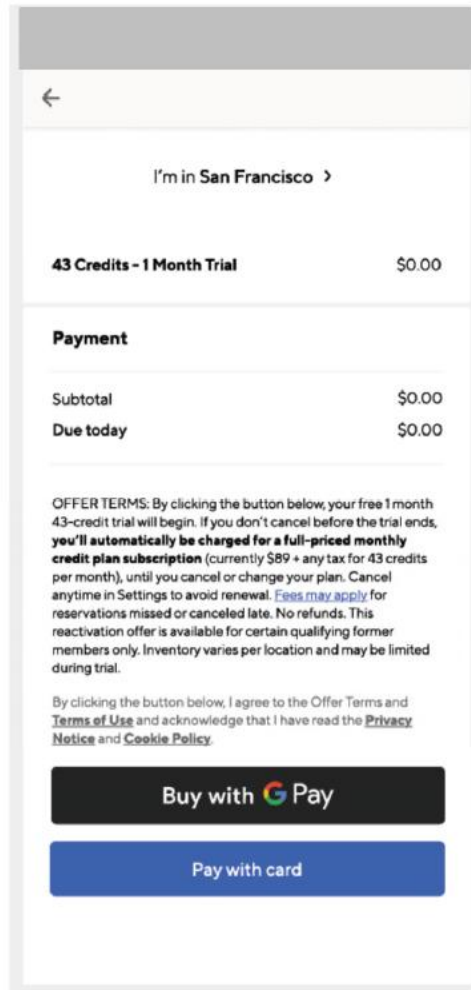 ←
I'm in San Francisco >
43 Credits - 1 Month Trial $0.00
Payment
Subtotal $0.00
Due today $0.00
OFFER TERMS: By clicking the button below, your free 1 month
43-credit trial will begin. If you don't cancel before the trial ends,
you'll automatically be charged for a full-priced monthly
credit plan subscription (currently $89 + any tax for 43 credits
per month), until you cancel or change your plan. Cancel
anytime in Settings to avoid renewal. Fees may apply for
reservations missed or canceled late. No refunds. This
reactivation offer is available for certain qualifying former
members only. Inventory varies per location and may be limited
during trial.
By clicking the button below, I agree to the Offer Terms and
Terms of Use and acknowledge that I have read the Privacy
Notice and Cookie Policy.
Buy with G Pay
Pay with card